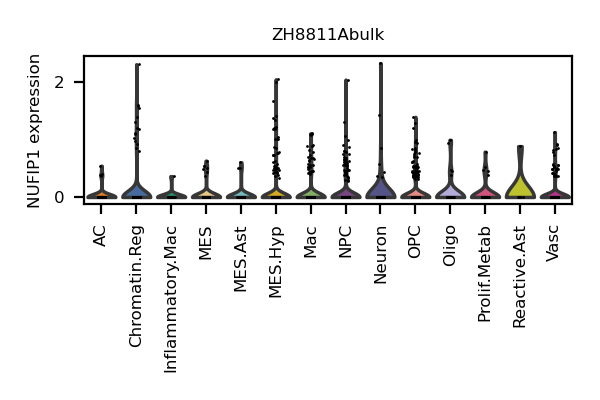 ZH8811Abulk
NUFIP1 expression
2
0
AC
Chromatin.Reg
Inflammatory.Mac
MES
MES.Ast
MES.Hyp
Mac
NPC
Neuron
OPC
Oligo
Prolif.Metab
Reactive.Ast
Vasc